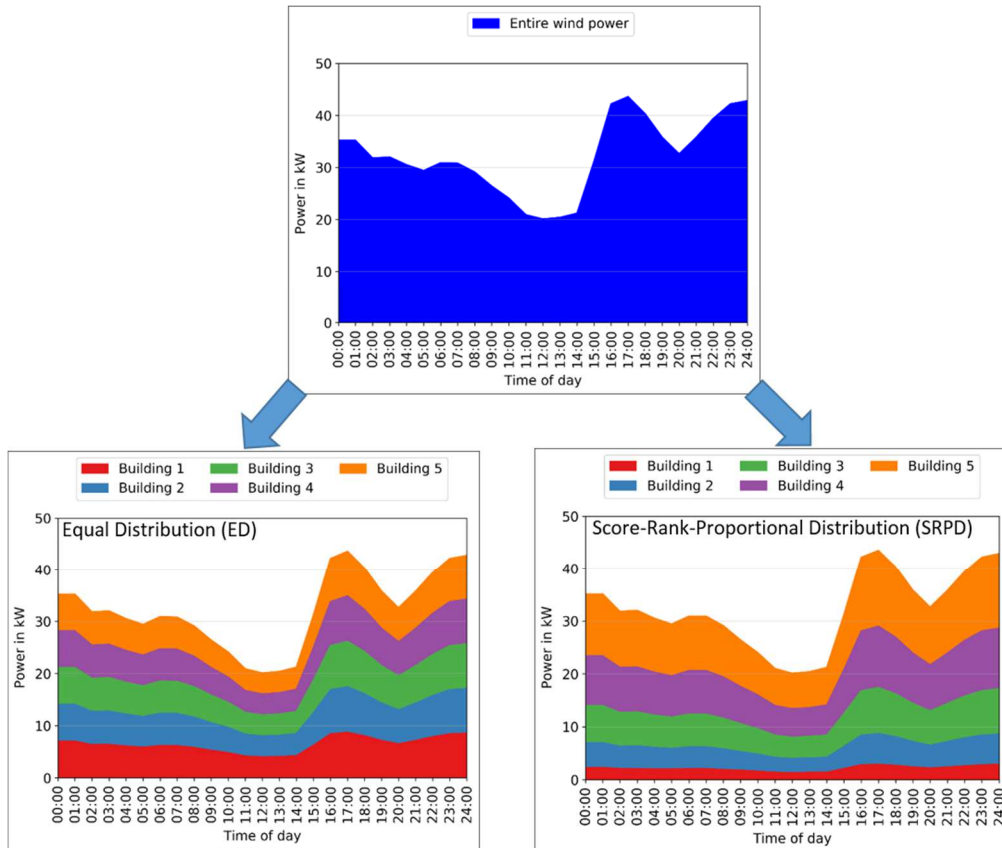 Entire wind power
50
40
30
20
10
0
Power in kW
00:00 01:00 02:00 03:00 04:00 05:00 06:00 07:00 08:00 09:00 10:00 11:00 12:00 13:00 14:00 15:00 16:00 17:00 18:00 19:00 20:00 21:00 22:00 23:00 24:00
Time of day
Building 1 Building 3 Building 5
Building 2 Building 4
Equal Distribution (ED)
50
40
30
20
10
0
Power in kW
00:00 01:00 02:00 03:00 04:00 05:00 06:00 07:00 08:00 09:00 10:00 11:00 12:00 13:00 14:00 15:00 16:00 17:00 18:00 19:00 20:00 21:00 22:00 23:00 24:00
Time of day
Building 1 Building 3 Building 5
Building 2 Building 4
Score-Rank-Proportional Distribution (SRPD)
50
40
30
20
10
0
Power in kW
00:00 01:00 02:00 03:00 04:00 05:00 06:00 07:00 08:00 09:00 10:00 11:00 12:00 13:00 14:00 15:00 16:00 17:00 18:00 19:00 20:00 21:00 22:00 23:00 24:00
Time of day